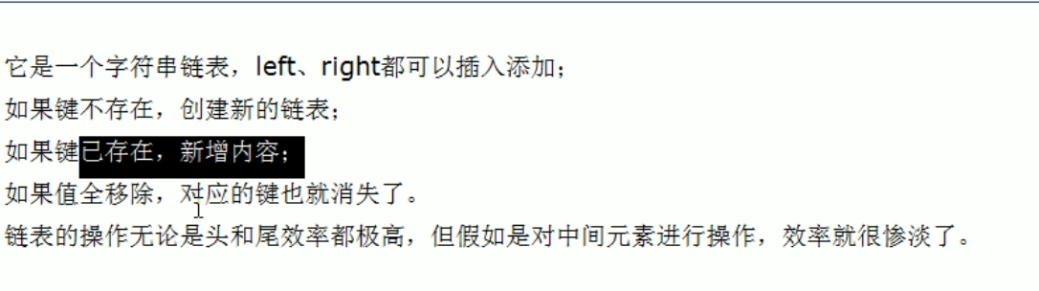 它是一个字符串链表，left、right都可以插入添加；
如果键不存在，创建新的链表；
如果键已存在，新增内容；
如果值全移除，对应的键也就消失了。
链表的操作无论是头和尾效率都极高，但假如是对中间元素进行操作，效率就很惨淡了。